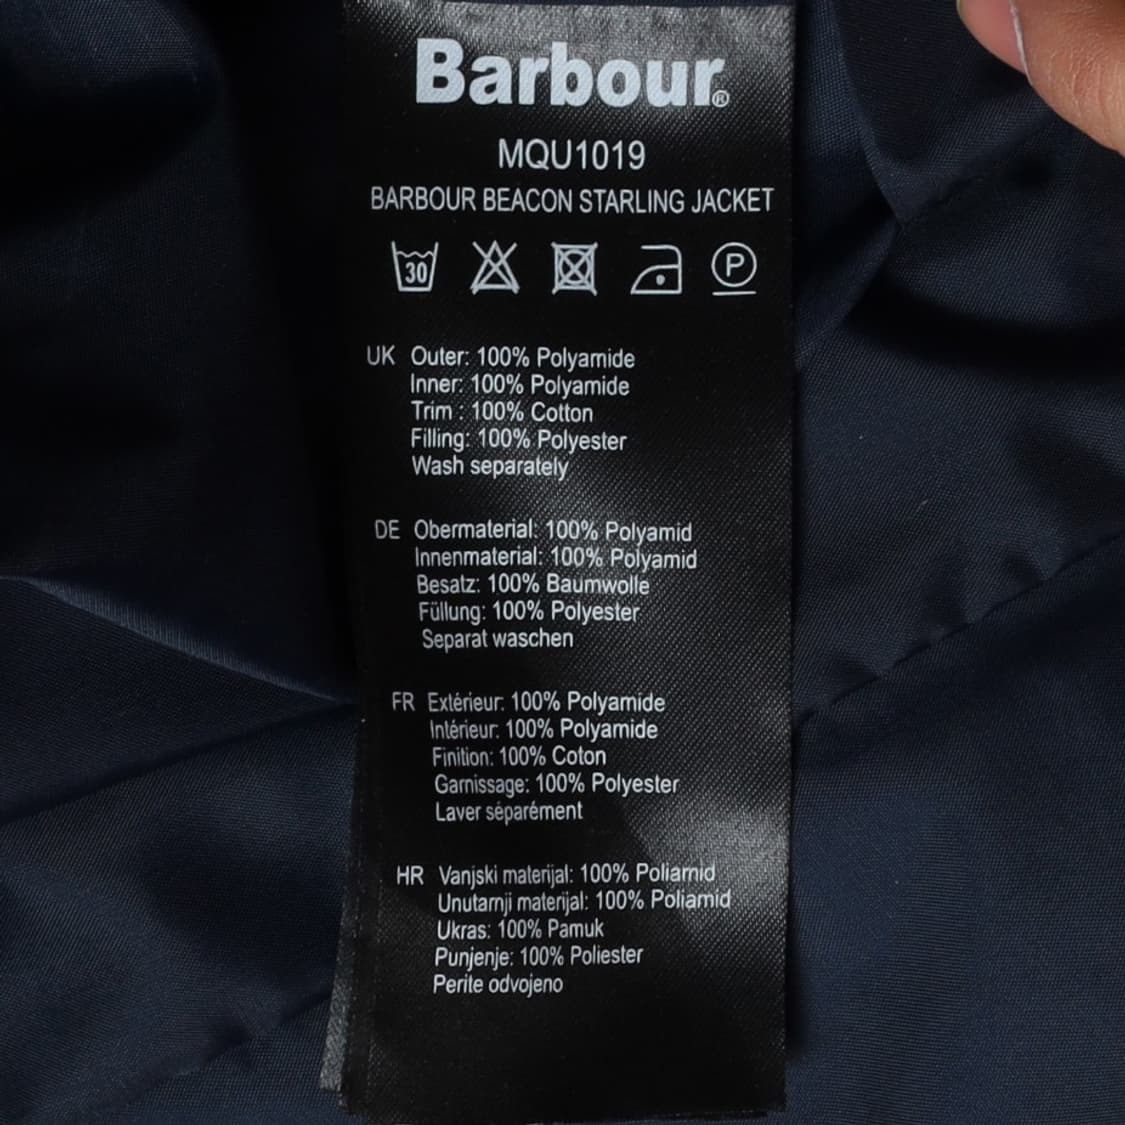 Barbour®
MQU1019
BARBOUR BEACON STARLING JACKET
30
P
UK Outer: 100% Polyamide
Inner: 100% Polyamide
Trim : 100% Cotton
Filling: 100% Polyester
Wash separately
DE Obermaterial: 100% Polyamid
Innenmaterial: 100% Polyamid
Besatz: 100% Baumwolle
Füllung: 100% Polyester
Separat waschen
FR Extérieur: 100% Polyamide
Intérieur: 100% Polyamide
Finition: 100% Coton
Garnissage: 100% Polyester
Laver séparément
HR Vanjski materijal: 100% Poliamid
Unutarnji materijal: 100% Poliamid
Ukras: 100% Pamuk
Punjenje: 100% Poliester
Perite odvojeno